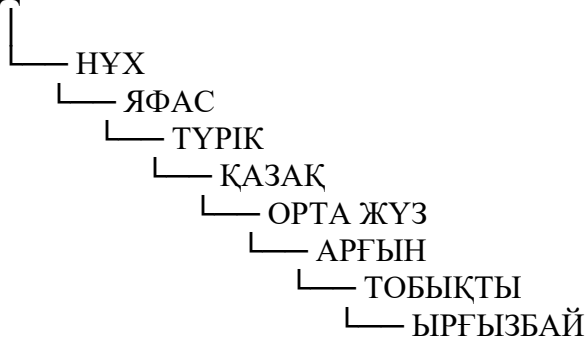 НҰХ
ЯФАС
ТҮРІК
ҚАЗАҚ
ОРТА ЖҮЗ
АРҒЫН
ТОБЫҚТЫ
ЫРҒЫЗБАЙ